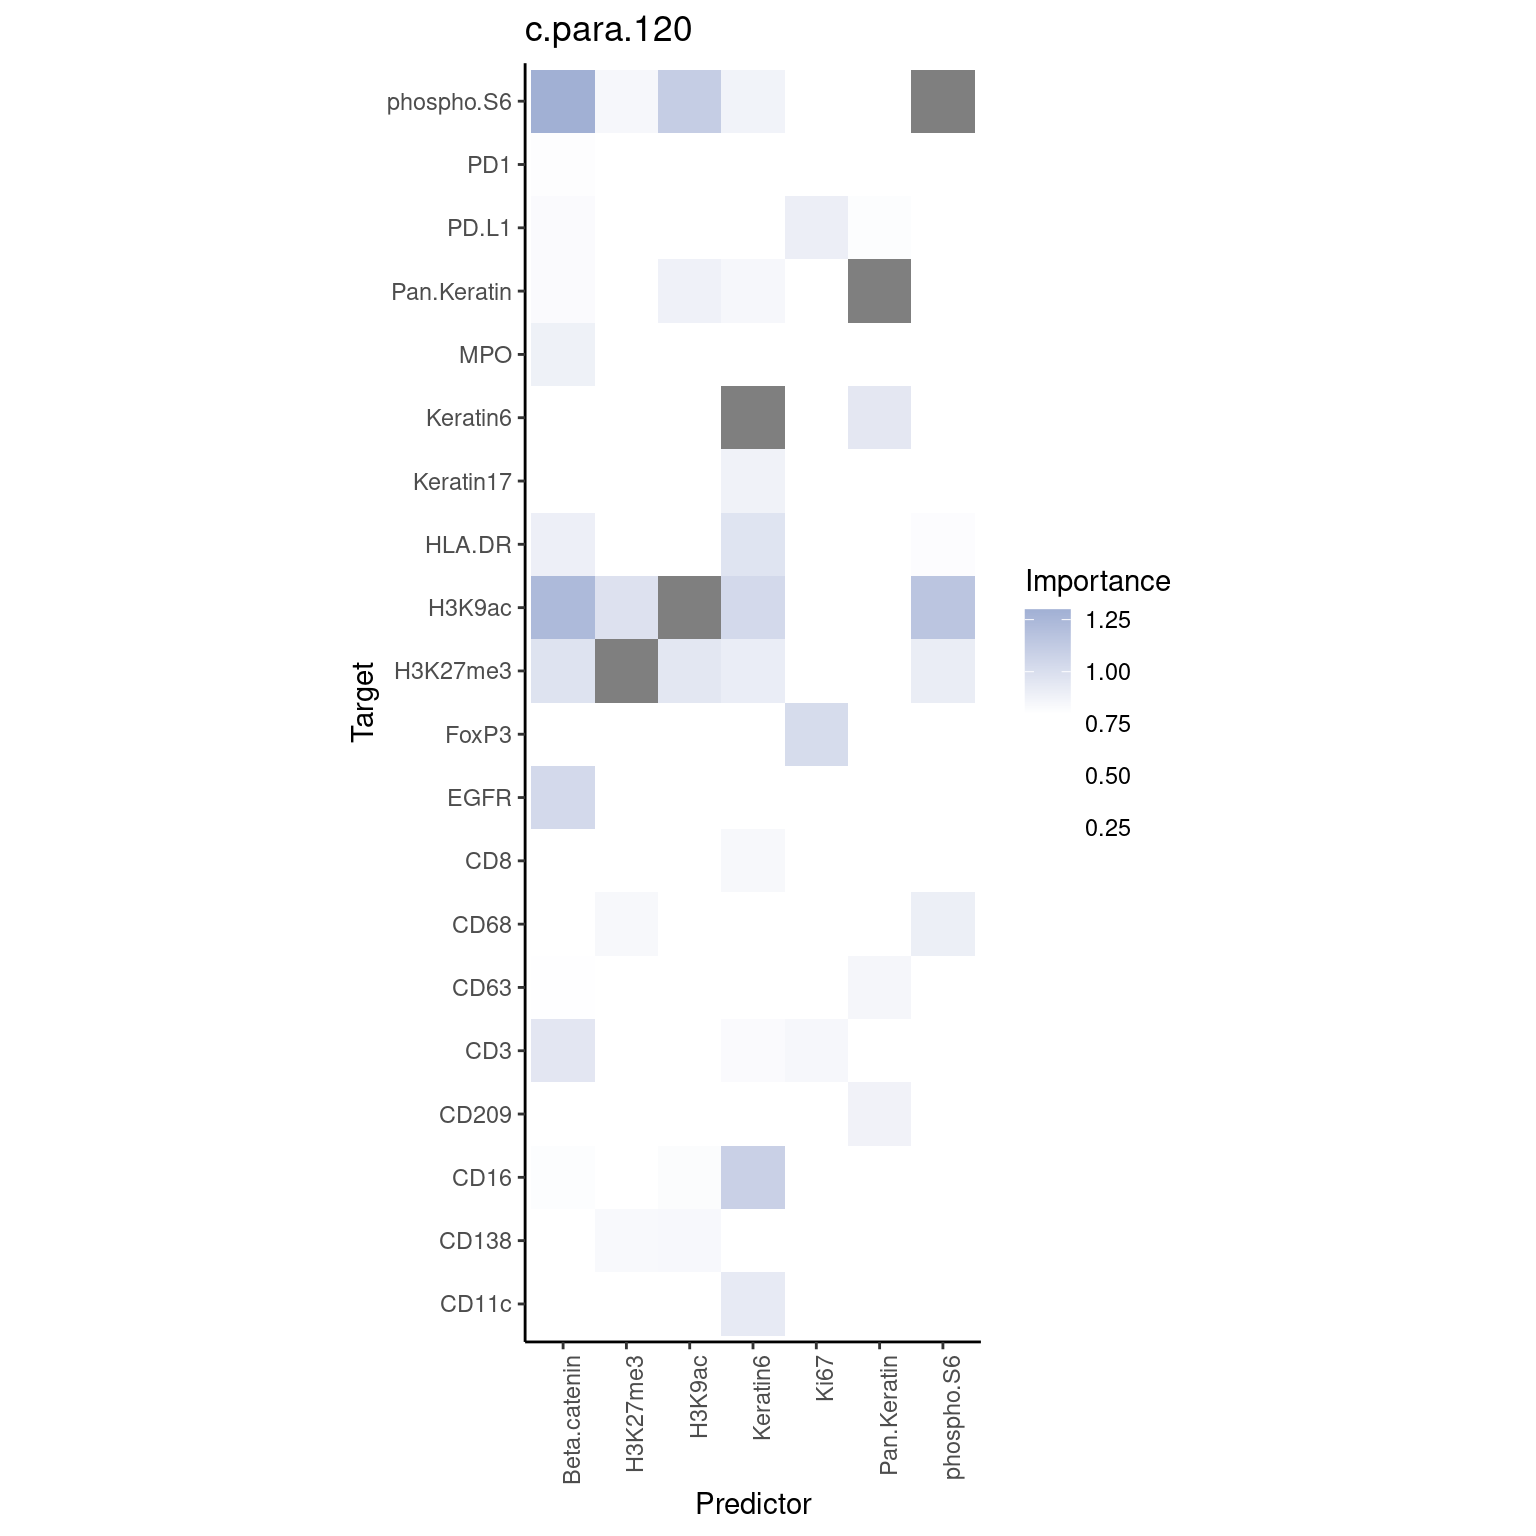 c.para.120
phospho.S6
PD1
PD.L1
Pan.Keratin
MPO
Keratin6
Keratin17
HLA.DR
H3K9ac
H3K27me3
FoxP3
EGFR
CD8
CD68
CD63
CD3
CD209
CD16
CD138
CD11c
Target
Beta.catenin
H3K27me3
H3K9ac
Keratin6
Ki67
Pan.Keratin
phospho.S6
Predictor
Importance
1.25
1.00
0.75
0.50
0.25